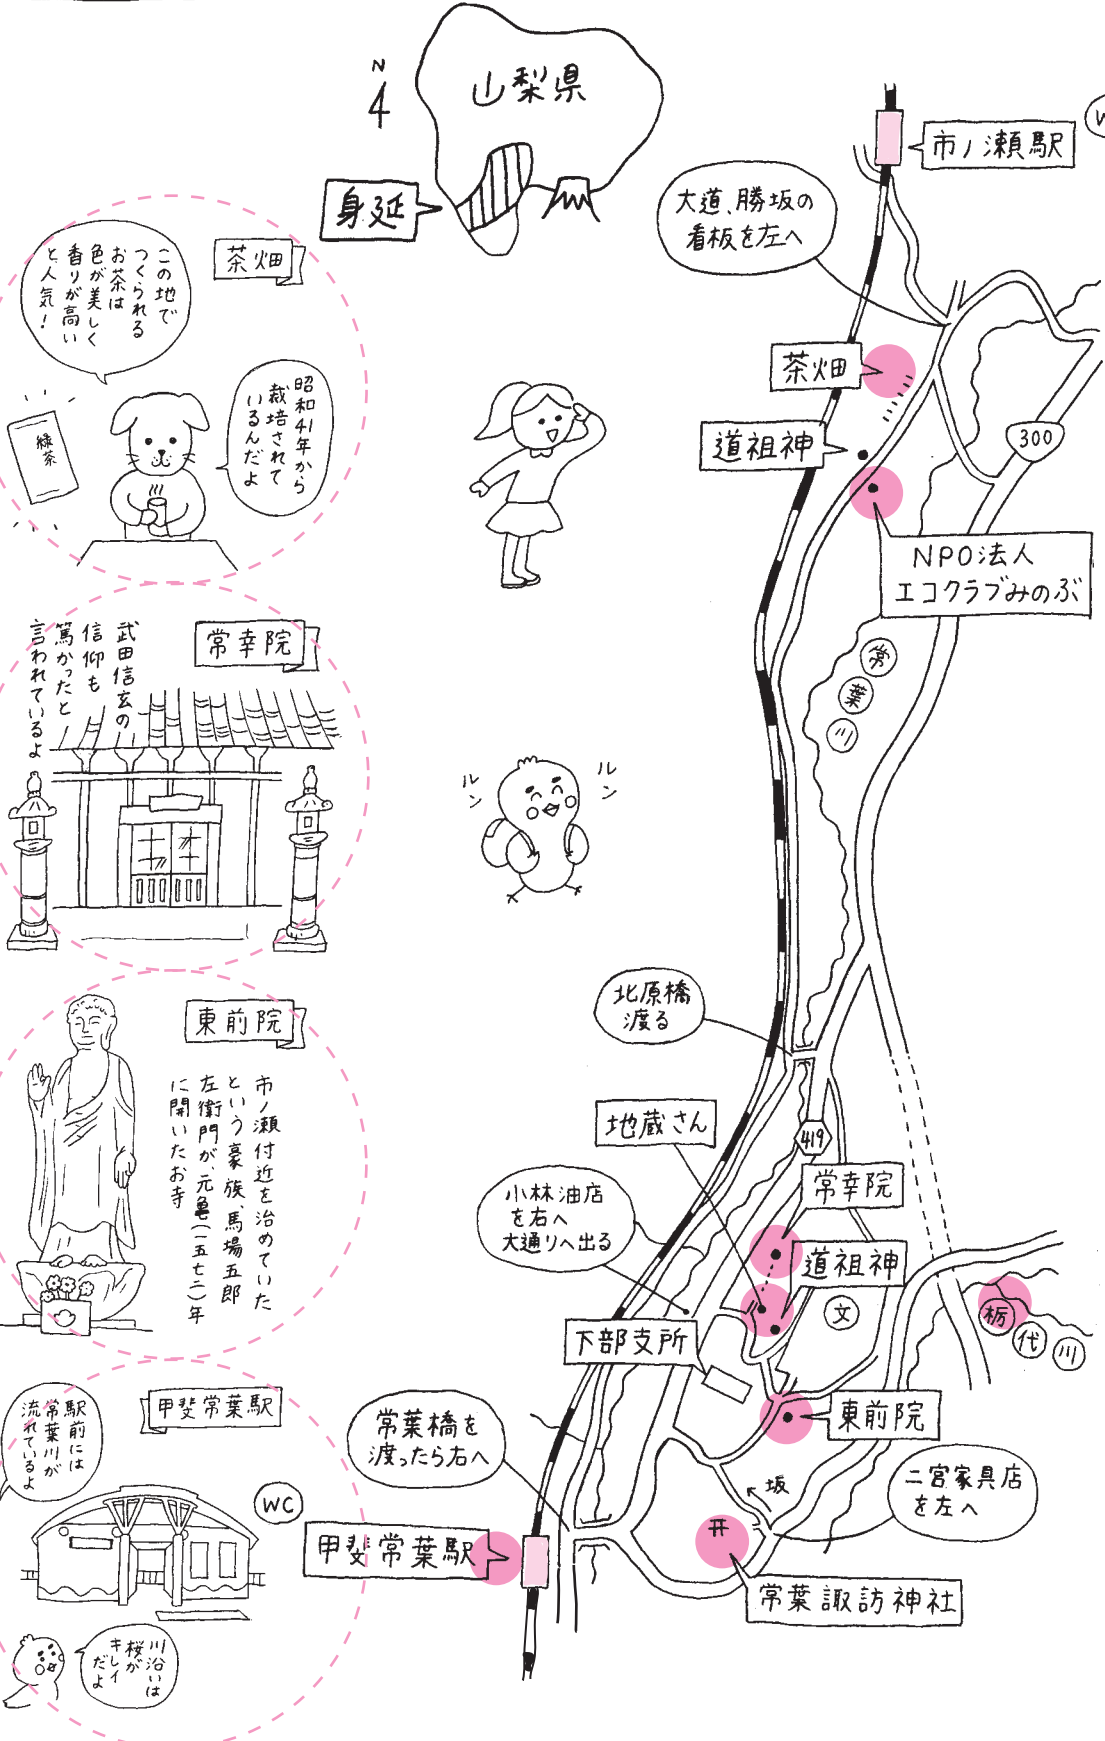 山梨県
N
身延
市ノ瀬駅
W
大道、勝坂の
看板を左へ
茶畑
道祖神
300
NPO法人
エコクラブみのぶ
常
葉
川
北原橋
渡る
地蔵さん
419
常幸院
小林油店
を右へ
大通りへ出る
道祖神
文
栃
代
川
下部支所
東前院
常葉橋を
渡ったら右へ
坂
二宮家具店
を左へ
甲斐常葉駅
常葉諏訪神社
茶畑
この地で
つくられる
お茶は
色が美しく
香りが高い
と人気!
昭和41年から
栽培されて
いるんだよ
緑茶
常幸院
武田信玄の
信仰も
篤かったと
言われているよ
ルン
ルン
東前院
市ノ瀬付近を治めていた
という豪族、馬場五郎
左衛門が、元亀(一五七二)年
に開いたお寺
甲斐常葉駅
駅前には
常葉川が
流れているよ
WC
川沿いは
桜が
キレイ
だよ